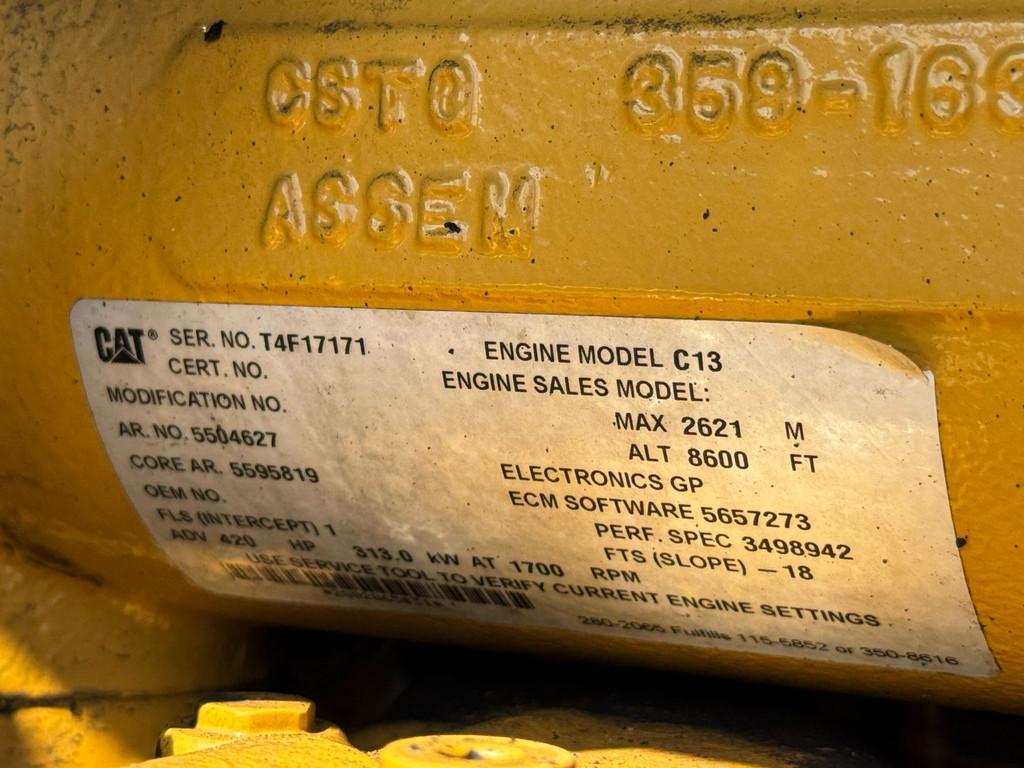 CSTG 359-163
ASSEM
CAT® SER. NO. T4F17171 ENGINE MODEL C13
CERT. NO. ENGINE SALES MODEL:
MODIFICATION NO. MAX 2621 M
AR. NO. 5504627 ALT 8600 FT
CORE AR. 5595819 ELECTRONICS GP
OEM NO. ECM SOFTWARE 5657273
FLS (INTERCEPT) 1 PERF. SPEC 3498942
ADV 420 HP 313.0 kW AT 1700 RPM FTS (SLOPE) – 18
USE SERVICE TOOL TO VERIFY CURRENT ENGINE SETTINGS
280-2065 Fulfills 115-5852 or 350-8616